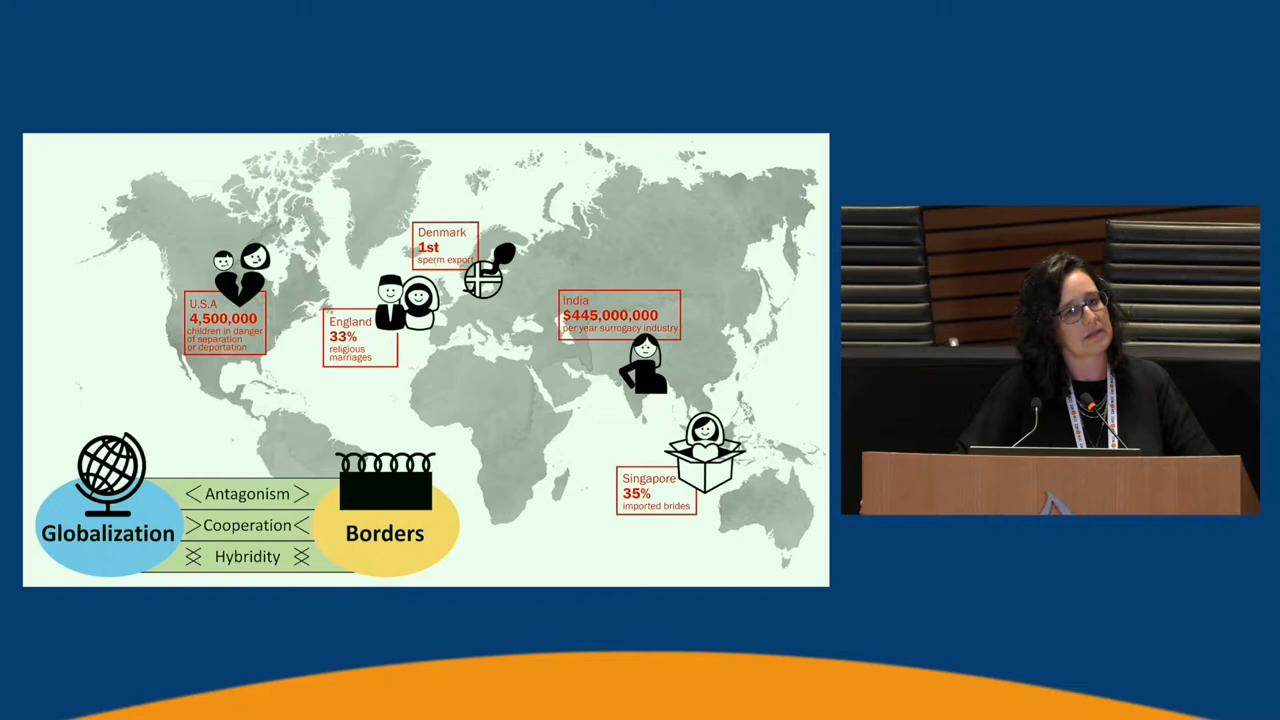 Denmark
1st
sperm export
U.S.A
4,500,000
children in danger
of separation
or deportation
England
33%
religious
marriages
India
$445,000,000
per year surrogacy industry
Singapore
35%
imported brides
Globalization
Antagonism
Cooperation
Hybridity
Borders